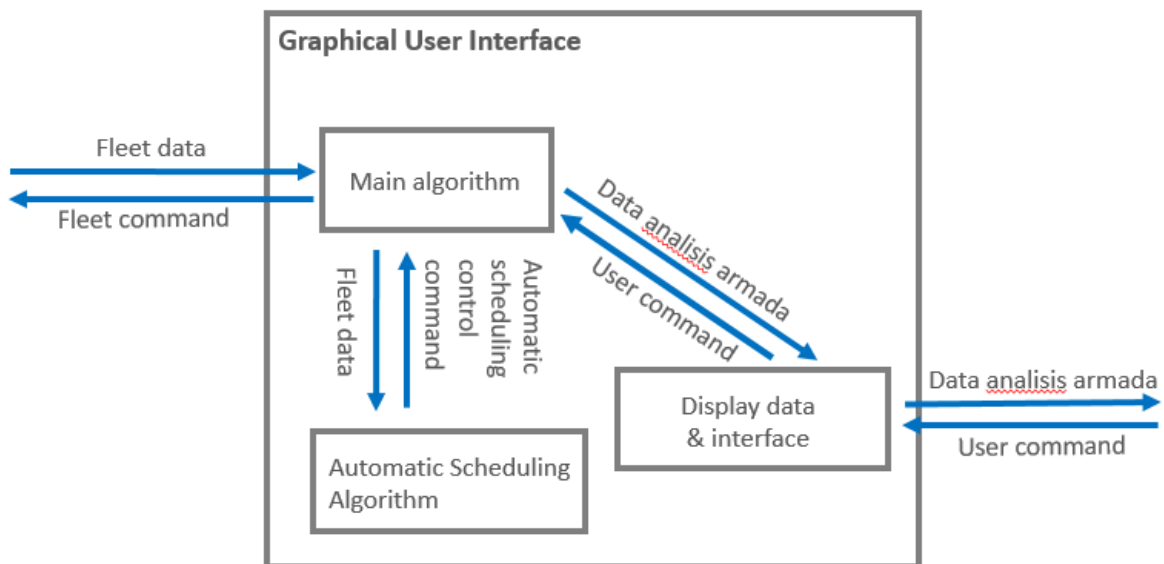 Graphical User Interface
Fleet data
Main algorithm
Fleet command
Data analisis armada
User command
Fleet data
Automatic
scheduling
control
command
Display data
& interface
Data analisis armada
User command
Automatic Scheduling
Algorithm